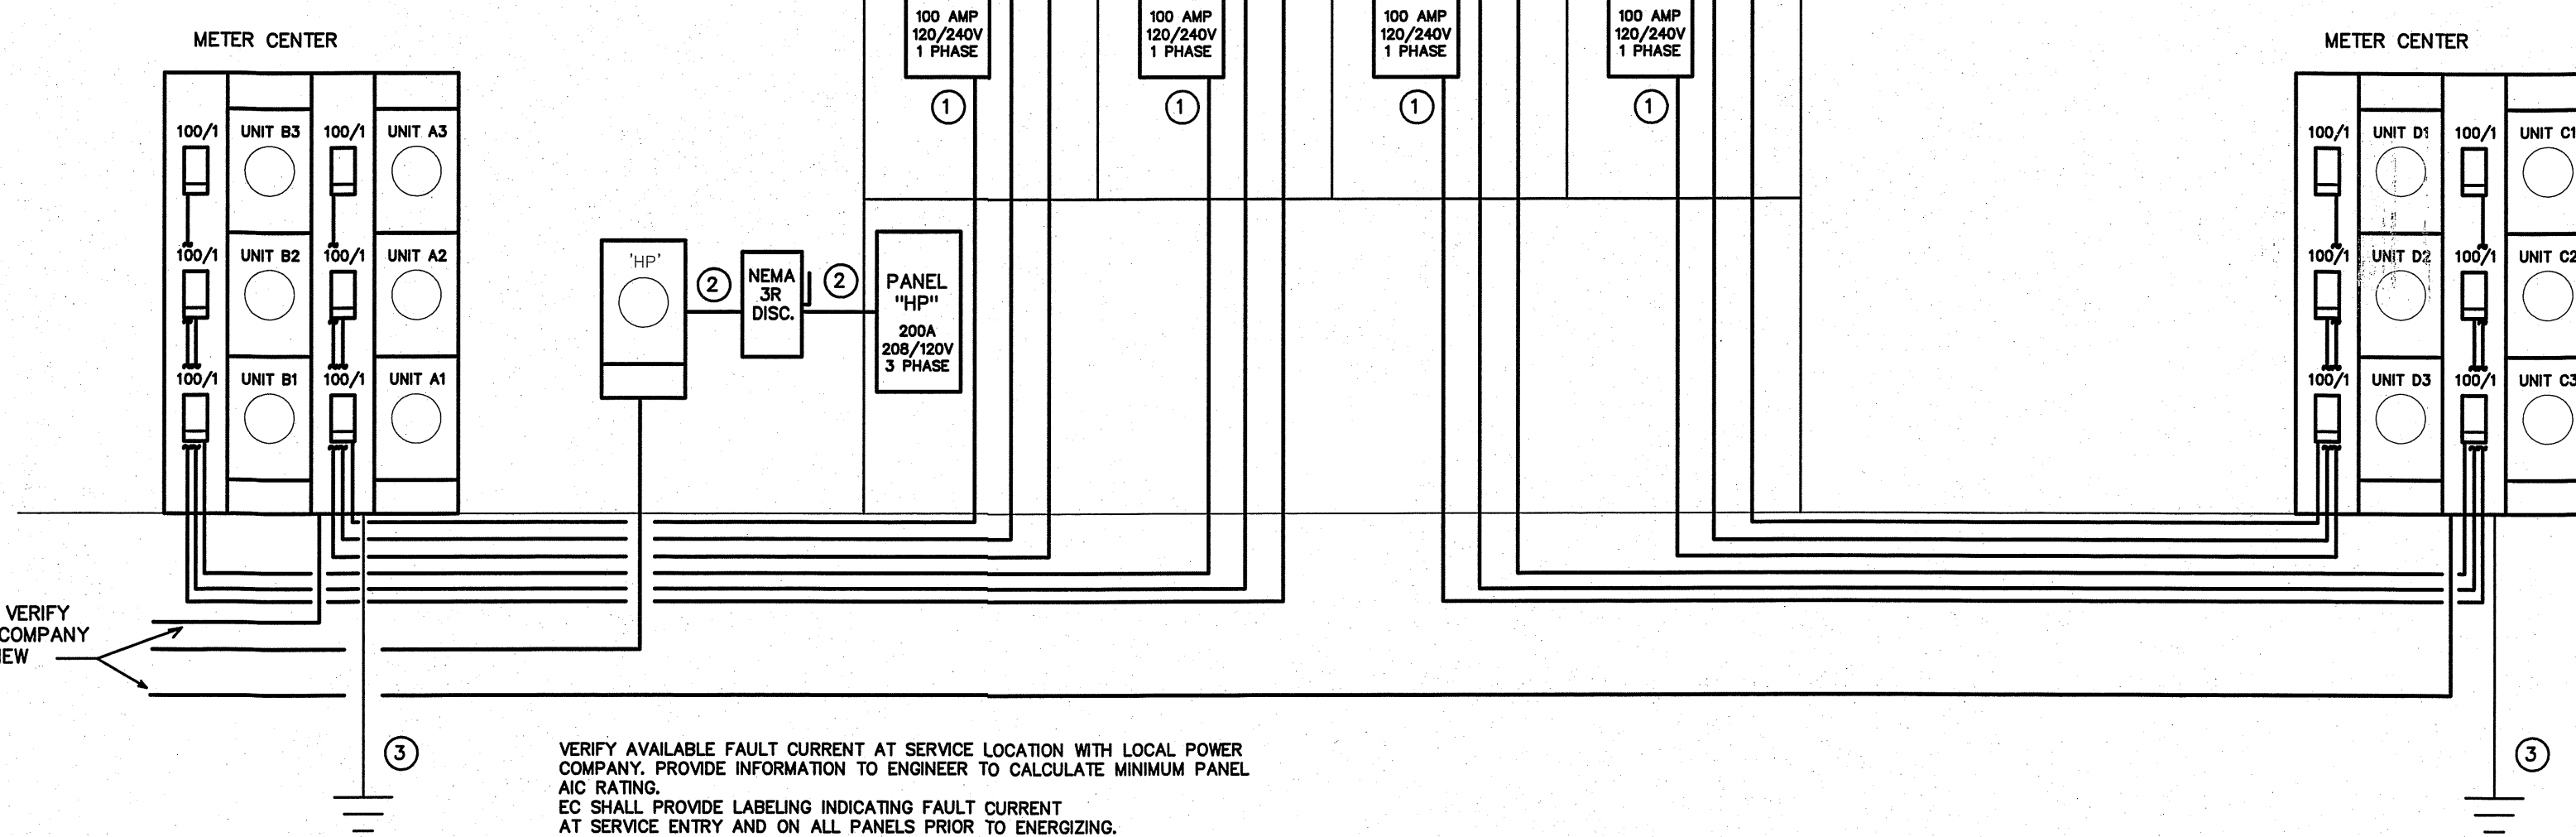 METER CENTER
100/1 UNIT B3 100/1 UNIT A3
100/1 UNIT B2 100/1 UNIT A2
100/1 UNIT B1 100/1 UNIT A1
100 AMP
120/240V
1 PHASE
1
100 AMP
120/240V
1 PHASE
1
100 AMP
120/240V
1 PHASE
1
100 AMP
120/240V
1 PHASE
1
'HP'
2
NEMA
3R
DISC.
2
PANEL
"HP"
200A
208/120V
3 PHASE
METER CENTER
100/1 UNIT D1 100/1 UNIT C1
100/1 UNIT D2 100/1 UNIT C2
100/1 UNIT D3 100/1 UNIT C3
VERIFY
COMPANY
3
VERIFY AVAILABLE FAULT CURRENT AT SERVICE LOCATION WITH LOCAL POWER
COMPANY. PROVIDE INFORMATION TO ENGINEER TO CALCULATE MINIMUM PANEL
AIC RATING.
EC SHALL PROVIDE LABELING INDICATING FAULT CURRENT
AT SERVICE ENTRY AND ON ALL PANELS PRIOR TO ENERGIZING.
3